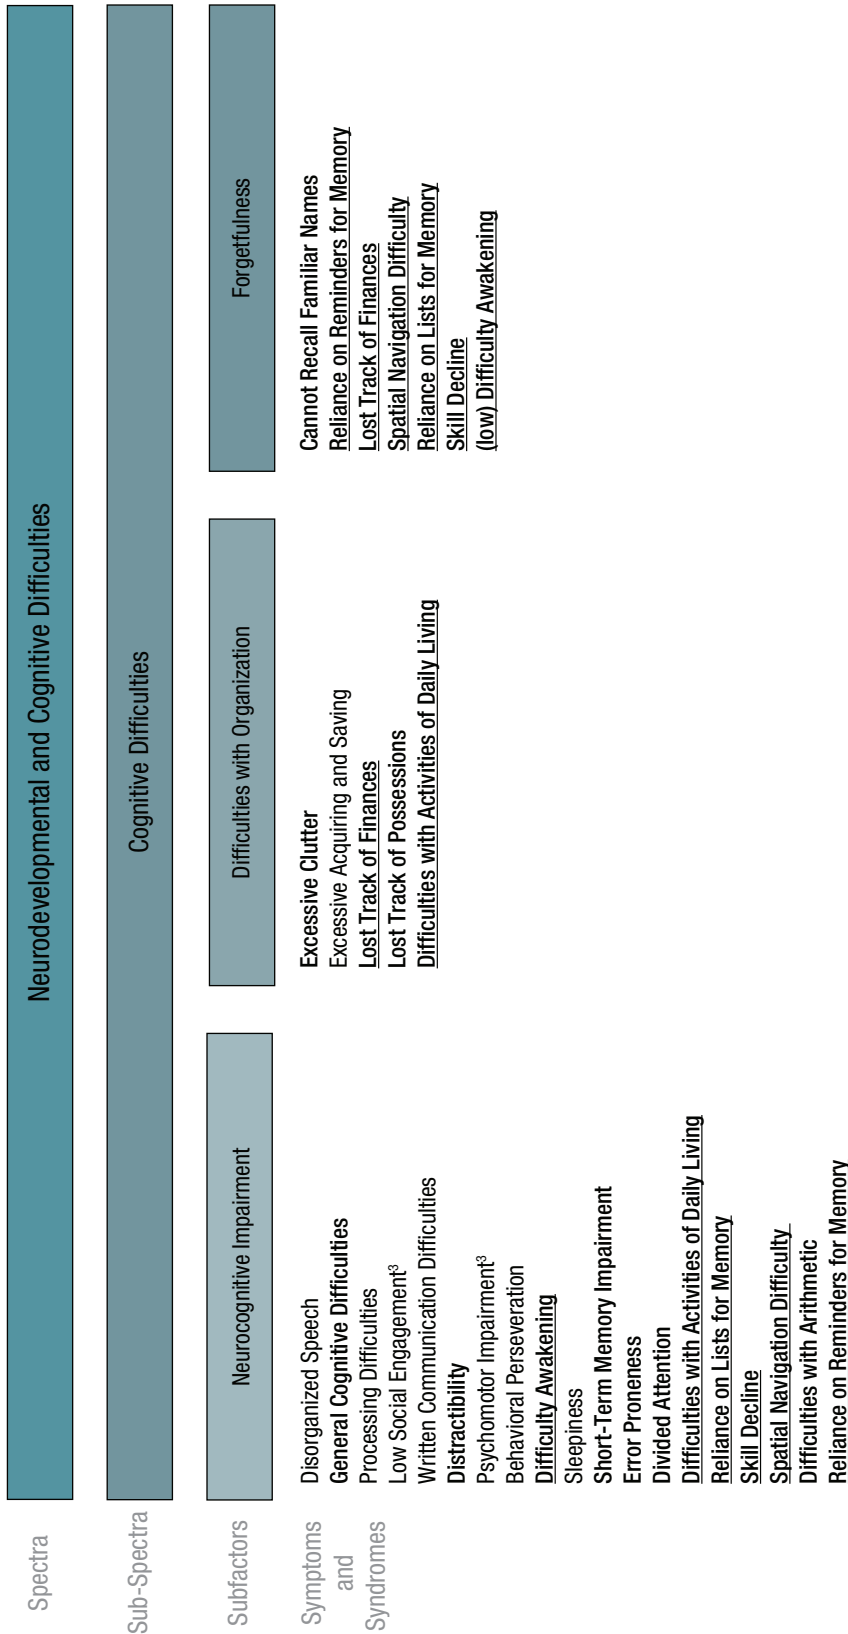 Spectra
Neurodevelopmental and Cognitive Difficulties
Sub-Spectra
Cognitive Difficulties
Subfactors
Neurocognitive Impairment
Difficulties with Organization
Forgetfulness
Symptoms
and
Syndromes
Disorganized Speech
General Cognitive Difficulties
Processing Difficulties
Low Social Engagement³
Written Communication Difficulties
Distractibility
Psychomotor Impairment³
Behavioral Perseveration
Difficulty Awakening
Sleepiness
Short-Term Memory Impairment
Error Proneness
Divided Attention
Difficulties with Activities of Daily Living
Reliance on Lists for Memory
Skill Decline
Spatial Navigation Difficulty
Difficulties with Arithmetic
Reliance on Reminders for Memory
Excessive Clutter
Excessive Acquiring and Saving
Lost Track of Finances
Lost Track of Possessions
Difficulties with Activities of Daily Living
Cannot Recall Familiar Names
Reliance on Reminders for Memory
Lost Track of Finances
Spatial Navigation Difficulty
Reliance on Lists for Memory
Skill Decline
(low) Difficulty Awakening